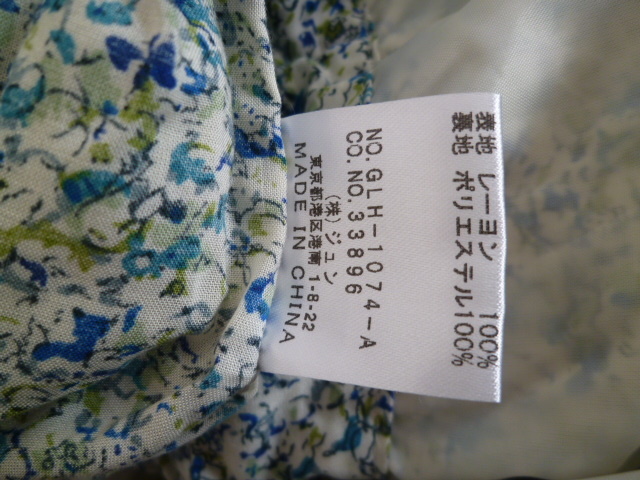 表地 レーヨン 100%
裏地 ポリエステル100%
NO.GLH-1074-A
CO.NO.33896
(株)ジュン
東京都港区港南 1-8-22
MADE IN CHINA